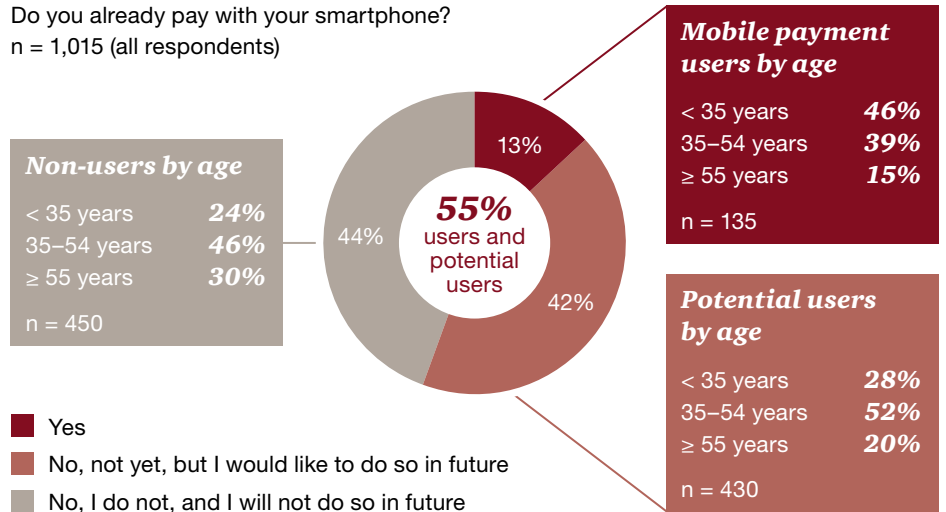 Do you already pay with your smartphone?
n = 1,015 (all respondents)
Mobile payment
users by age
< 35 years 46%
35–54 years 39%
≥ 55 years 15%
n = 135
Non-users by age
< 35 years 24%
35–54 years 46%
≥ 55 years 30%
n = 450
13%
44%
42%
55%
users and
potential
users
Potential users
by age
< 35 years 28%
35–54 years 52%
≥ 55 years 20%
n = 430
Yes
No, not yet, but I would like to do so in future
No, I do not, and I will not do so in future